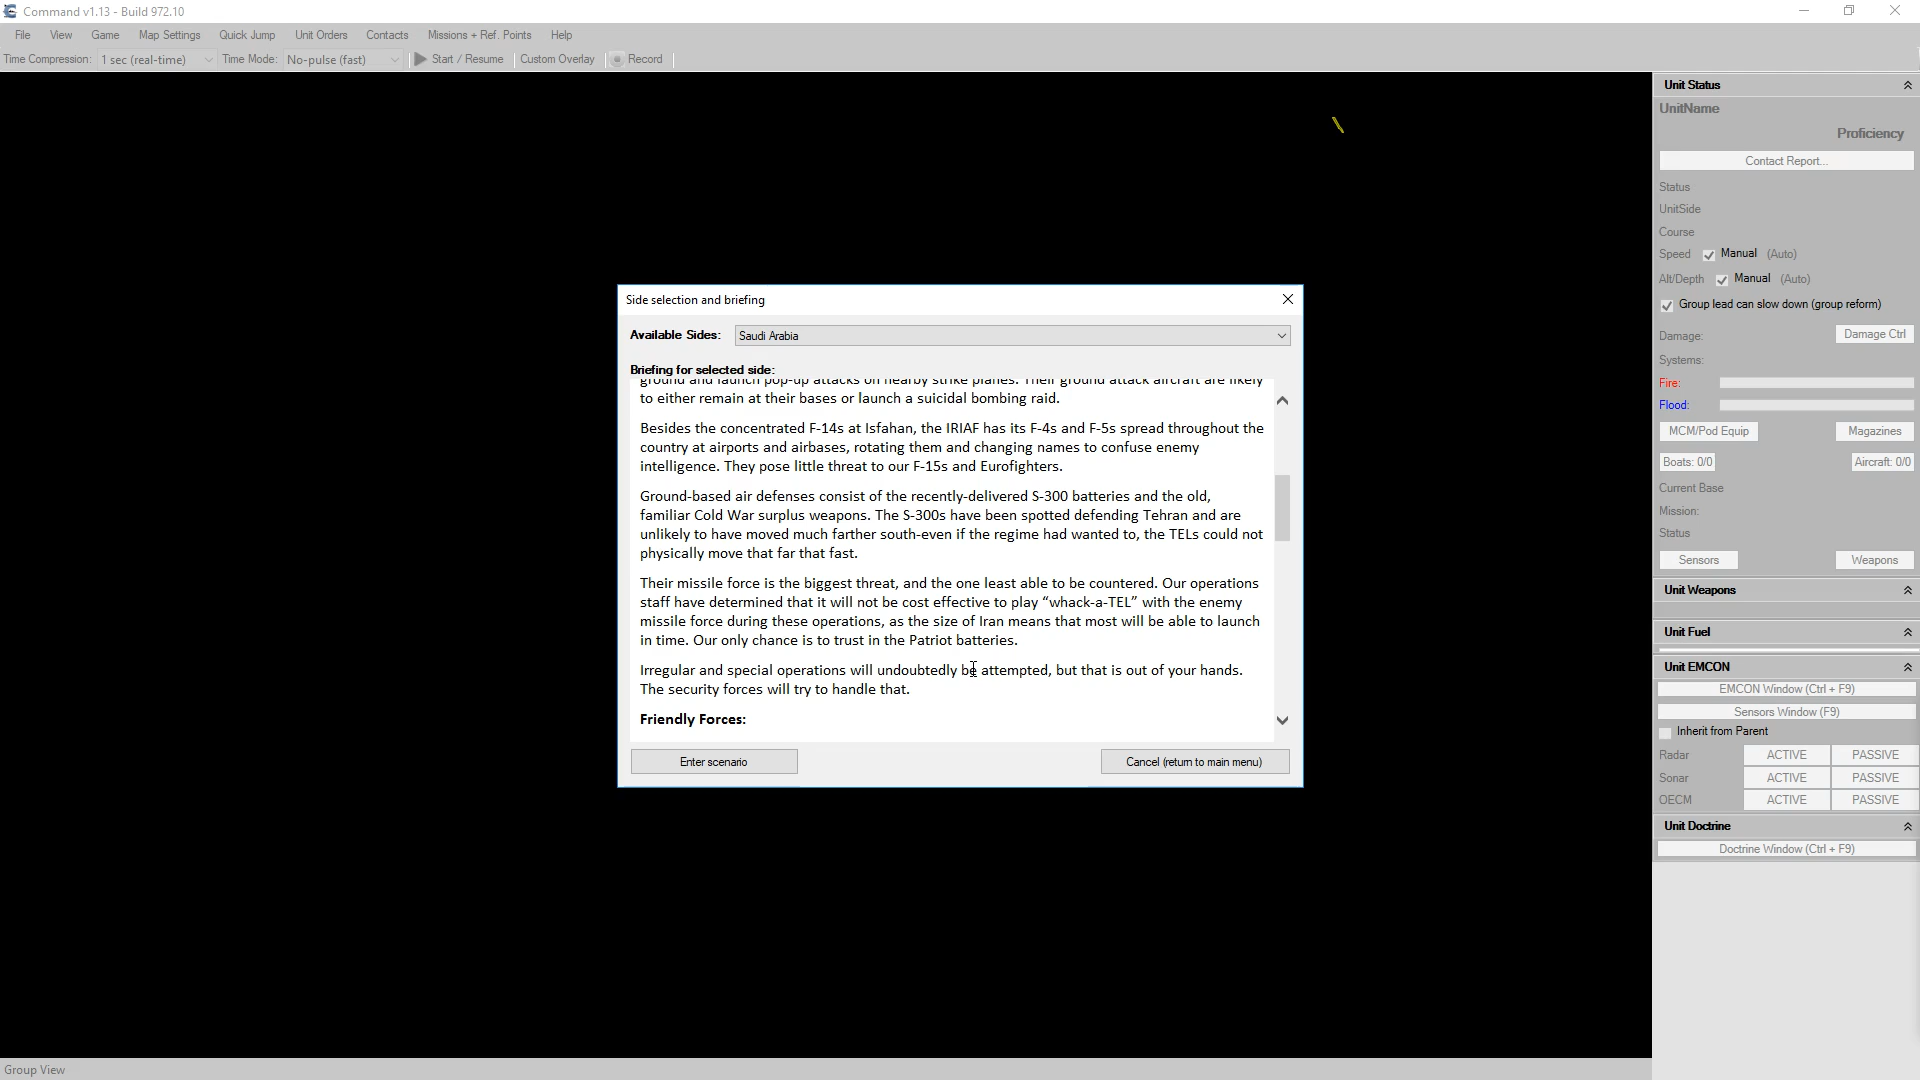 Command v1.13 - Build 972.10
File View Game Map Settings Quick Jump Unit Orders Contacts Missions + Ref. Points Help
Time Compression: 1 sec (real-time) Time Mode: No-pulse (fast) Start / Resume Custom Overlay Record
Side selection and briefing
Available Sides: Saudi Arabia
Briefing for selected side:
ground and launch pop-up attacks on nearby strike planes. Their ground attack aircraft are likely
to either remain at their bases or launch a suicidal bombing raid.
Besides the concentrated F-14s at Isfahan, the IRIAF has its F-4s and F-5s spread throughout the
country at airports and airbases, rotating them and changing names to confuse enemy
intelligence. They pose little threat to our F-15s and Eurofighters.
Ground-based air defenses consist of the recently-delivered S-300 batteries and the old,
familiar Cold War surplus weapons. The S-300s have been spotted defending Tehran and are
unlikely to have moved much farther south-even if the regime had wanted to, the TELs could not
physically move that far that fast.
Their missile force is the biggest threat, and the one least able to be countered. Our operations
staff have determined that it will not be cost effective to play “whack-a-TEL” with the enemy
missile force during these operations, as the size of Iran means that most will be able to launch
in time. Our only chance is to trust in the Patriot batteries.
Irregular and special operations will undoubtedly be attempted, but that is out of your hands.
The security forces will try to handle that.
Friendly Forces:
Enter scenario
Cancel (return to main menu)
Unit Status
UnitName
Proficiency
Contact Report...
Status
UnitSide
Course
Speed Manual (Auto)
Alt/Depth Manual (Auto)
Group lead can slow down (group reform)
Damage: Damage Ctrl
Systems:
Fire:
Flood:
MCM/Pod Equip Magazines
Boats: 0/0 Aircraft: 0/0
Current Base
Mission:
Status
Sensors Weapons
Unit Weapons
Unit Fuel
Unit EMCON
EMCON Window (Ctrl + F9)
Sensors Window (F9)
Inherit from Parent
Radar ACTIVE PASSIVE
Sonar ACTIVE PASSIVE
OECM ACTIVE PASSIVE
Unit Doctrine
Doctrine Window (Ctrl + F9)
Group View